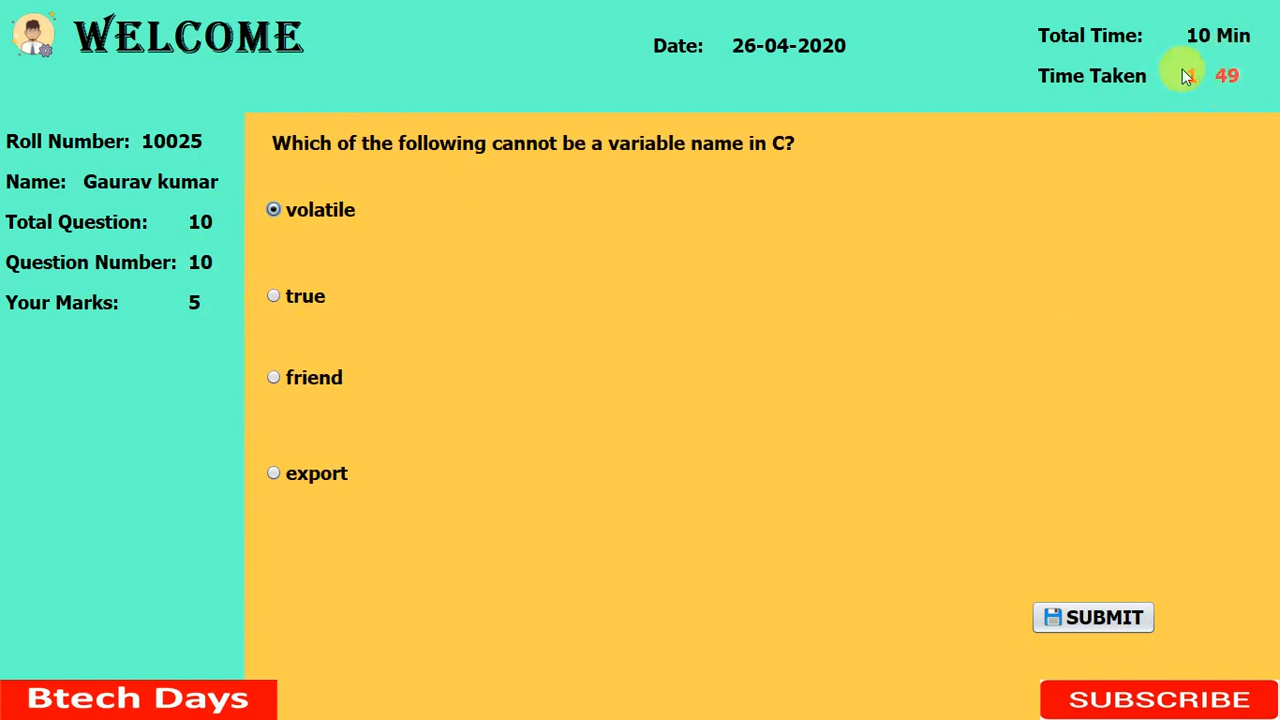 WELCOME
Date: 26-04-2020
Total Time: 10 Min
Time Taken 1 49
Roll Number: 10025
Name: Gaurav kumar
Total Question: 10
Question Number: 10
Your Marks: 5
Which of the following cannot be a variable name in C?
volatile
true
friend
export
SUBMIT
Btech Days
SUBSCRIBE